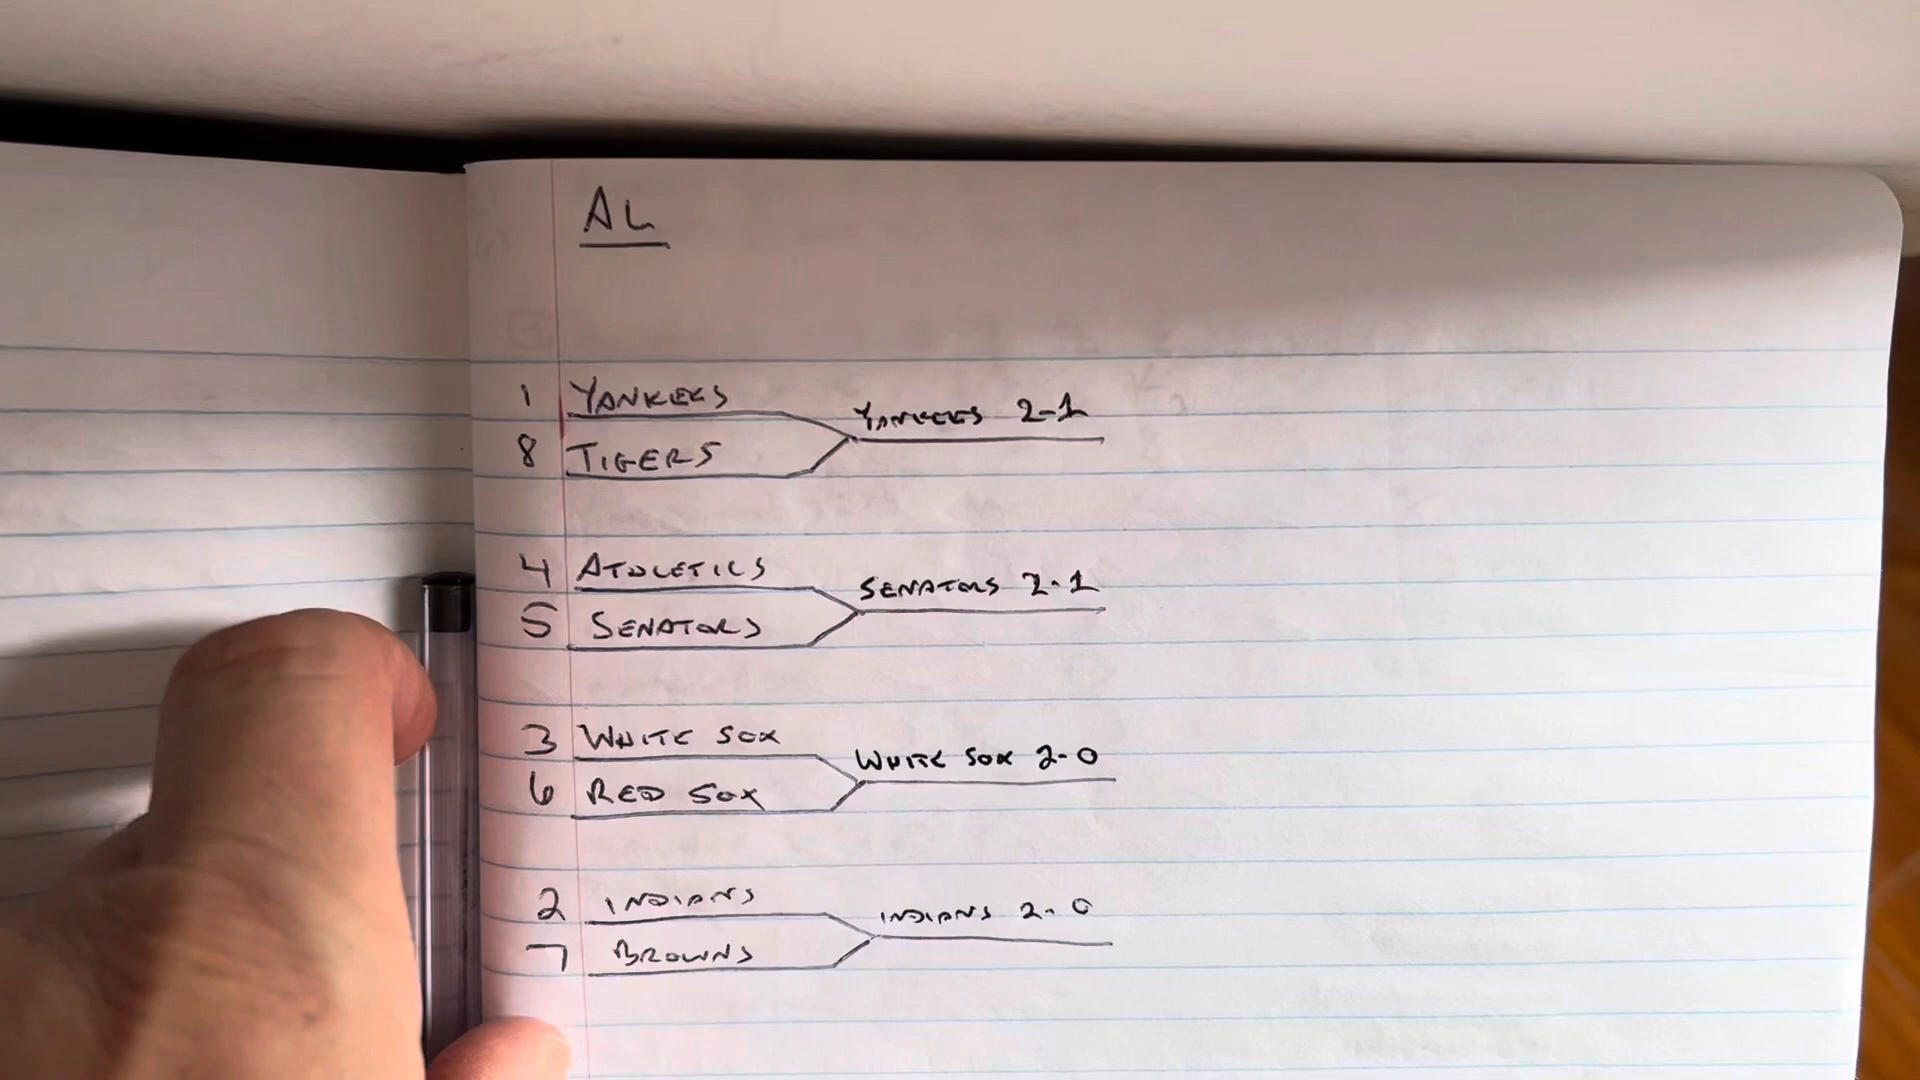 AL
1 YANKEES
YANKEES 2-1
8 TIGERS
4 ATHLETICS
SENATORS 2-1
5 SENATORS
3 WHITE SOX
WHITE SOX 2-0
6 RED SOX
2 INDIANS
INDIANS 2-0
7 BROWNS